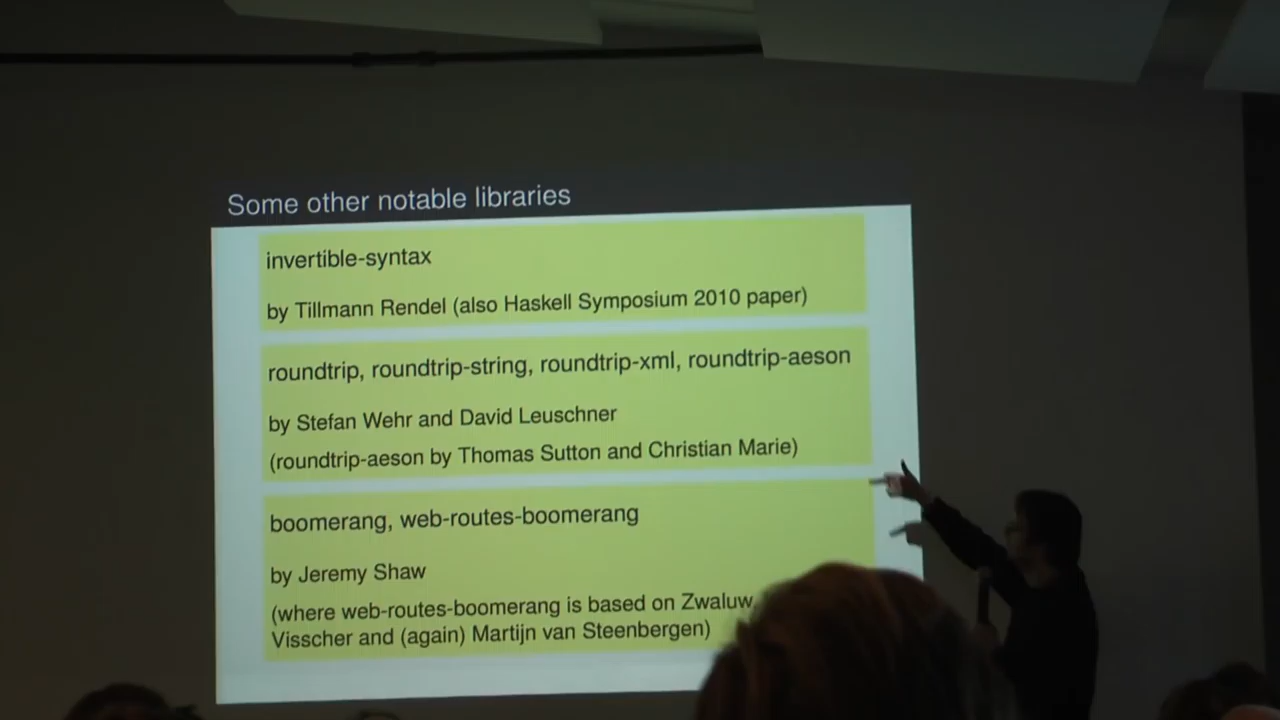 Some other notable libraries
invertible-syntax
by Tillmann Rendel (also Haskell Symposium 2010 paper)
roundtrip, roundtrip-string, roundtrip-xml, roundtrip-aeson
by Stefan Wehr and David Leuschner
(roundtrip-aeson by Thomas Sutton and Christian Marie)
boomerang, web-routes-boomerang
by Jeremy Shaw
(where web-routes-boomerang is based on Zwaluw
Visscher and (again) Martijn van Steenbergen)